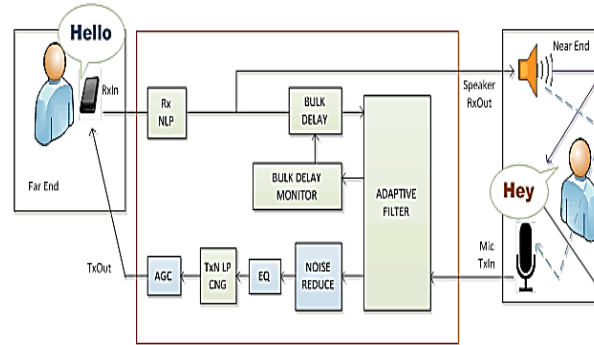 Hello
RxIn
Far End
Rx
NLP
BULK
DELAY
BULK DELAY
MONITOR
ADAPTIVE
FILTER
Speaker
RxOut
Near End
Hey
Mic
TxIn
NOISE
REDUCE
EQ
TxN LP
CNG
AGC
TxOut